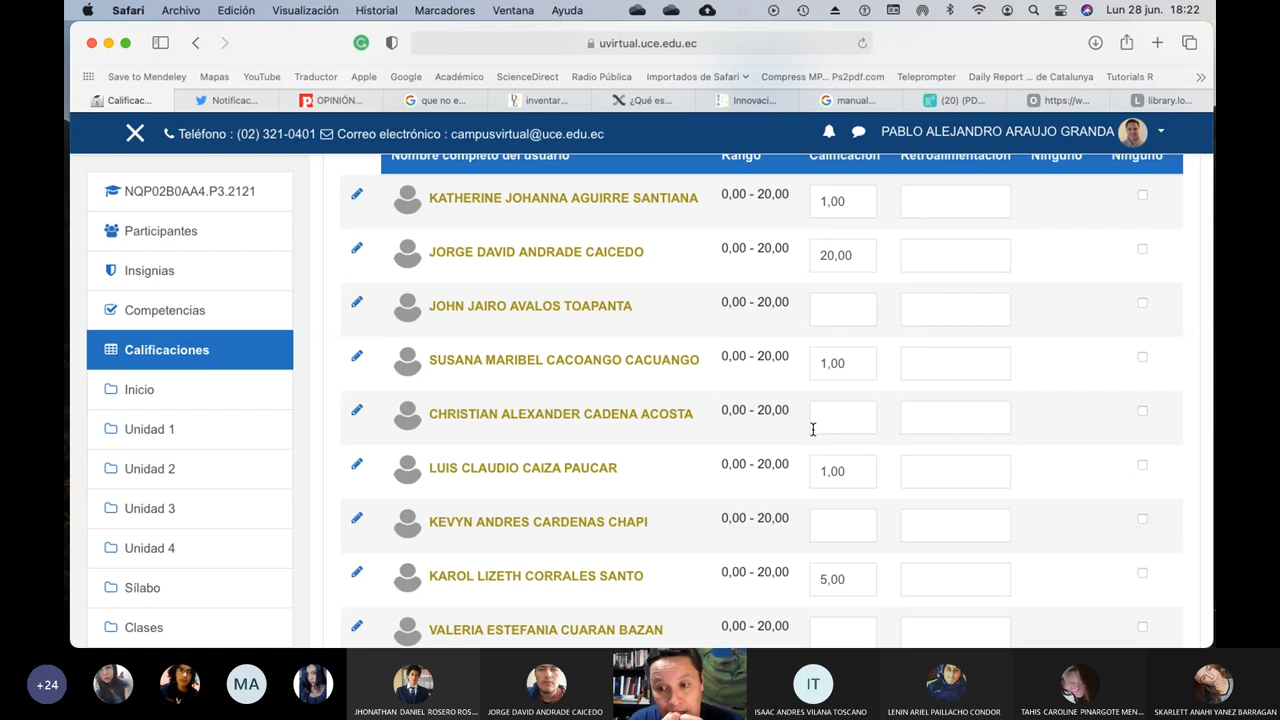 Safari Archivo Edición Visualización Historial Marcadores Ventana Ayuda Lun 28 jun. 18:22
uvirtual.uce.edu.ec
Save to Mendeley Mapas YouTube Traductor Apple Google Académico ScienceDirect Radio Pública Importados de Safari Compress MP... Ps2pdf.com Teleprompter Daily Report ... de Catalunya Tutorials R
Calificac... Notificac... OPINIÓN... que no e... inventar... ¿Qué es... Innovaci... manual... (20) (PD... https://w... library.lo...
Teléfono : (02) 321-0401 Correo electrónico : campusvirtual@uce.edu.ec PABLO ALEJANDRO ARAUJO GRANDA
Nombre completo del usuario Rango Calificación Retroalimentación Ninguno Ninguno
NQP02B0AA4.P3.2121
Participantes
Insignias
Competencias
Calificaciones
Inicio
Unidad 1
Unidad 2
Unidad 3
Unidad 4
Sílabo
Clases
KATHERINE JOHANNA AGUIRRE SANTIANA 0,00 - 20,00 1,00
JORGE DAVID ANDRADE CAICEDO 0,00 - 20,00 20,00
JOHN JAIRO AVALOS TOAPANTA 0,00 - 20,00
SUSANA MARIBEL CACOANGO CACUANGO 0,00 - 20,00 1,00
CHRISTIAN ALEXANDER CADENA ACOSTA 0,00 - 20,00
LUIS CLAUDIO CAIZA PAUCAR 0,00 - 20,00 1,00
KEVYN ANDRES CARDENAS CHAPI 0,00 - 20,00
KAROL LIZETH CORRALES SANTO 0,00 - 20,00 5,00
VALERIA ESTEFANIA CUARAN BAZAN 0,00 - 20,00
+24 MA IT
JHONATHAN DANIEL ROSERO ROS... JORGE DAVID ANDRADE CAICEDO ISAAC ANDRES VILANA TOSCANO LENIN ARIEL PAILLACHO CONDOR TAHIS CAROLINE PINARGOTE MEN... SKARLETT ANAHI YANEZ BARRAGAN